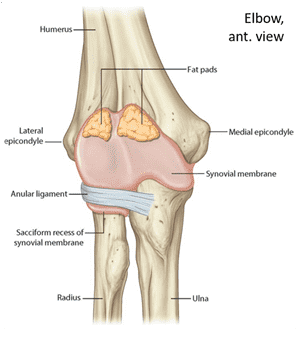 Elbow,
ant. view
Humerus
Fat pads
Lateral
epicondyle
Medial epicondyle
Synovial membrane
Anular ligament
Sacciform recess of
synovial membrane
Radius
Ulna